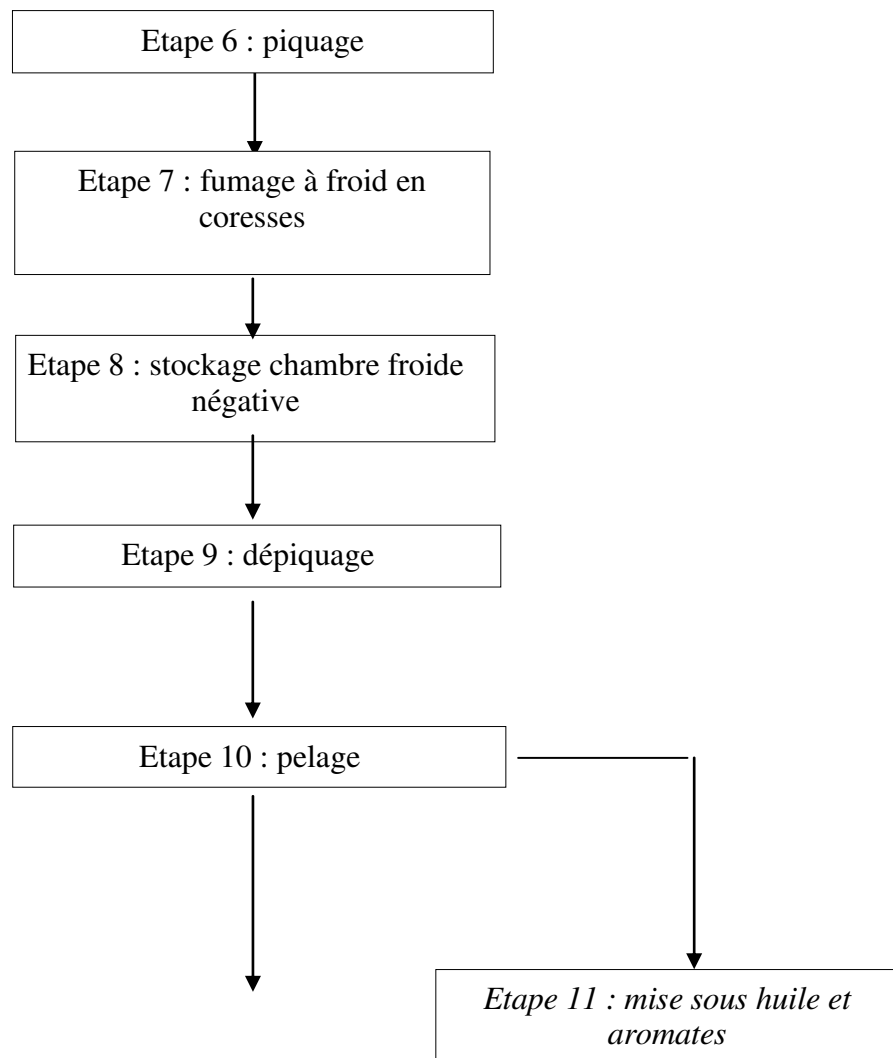 Etape 6 : piquage
Etape 7 : fumage à froid en
coresses
Etape 8 : stockage chambre froide
négative
Etape 9 : dépiquage
Etape 10 : pelage
Etape 11 : mise sous huile et
aromates